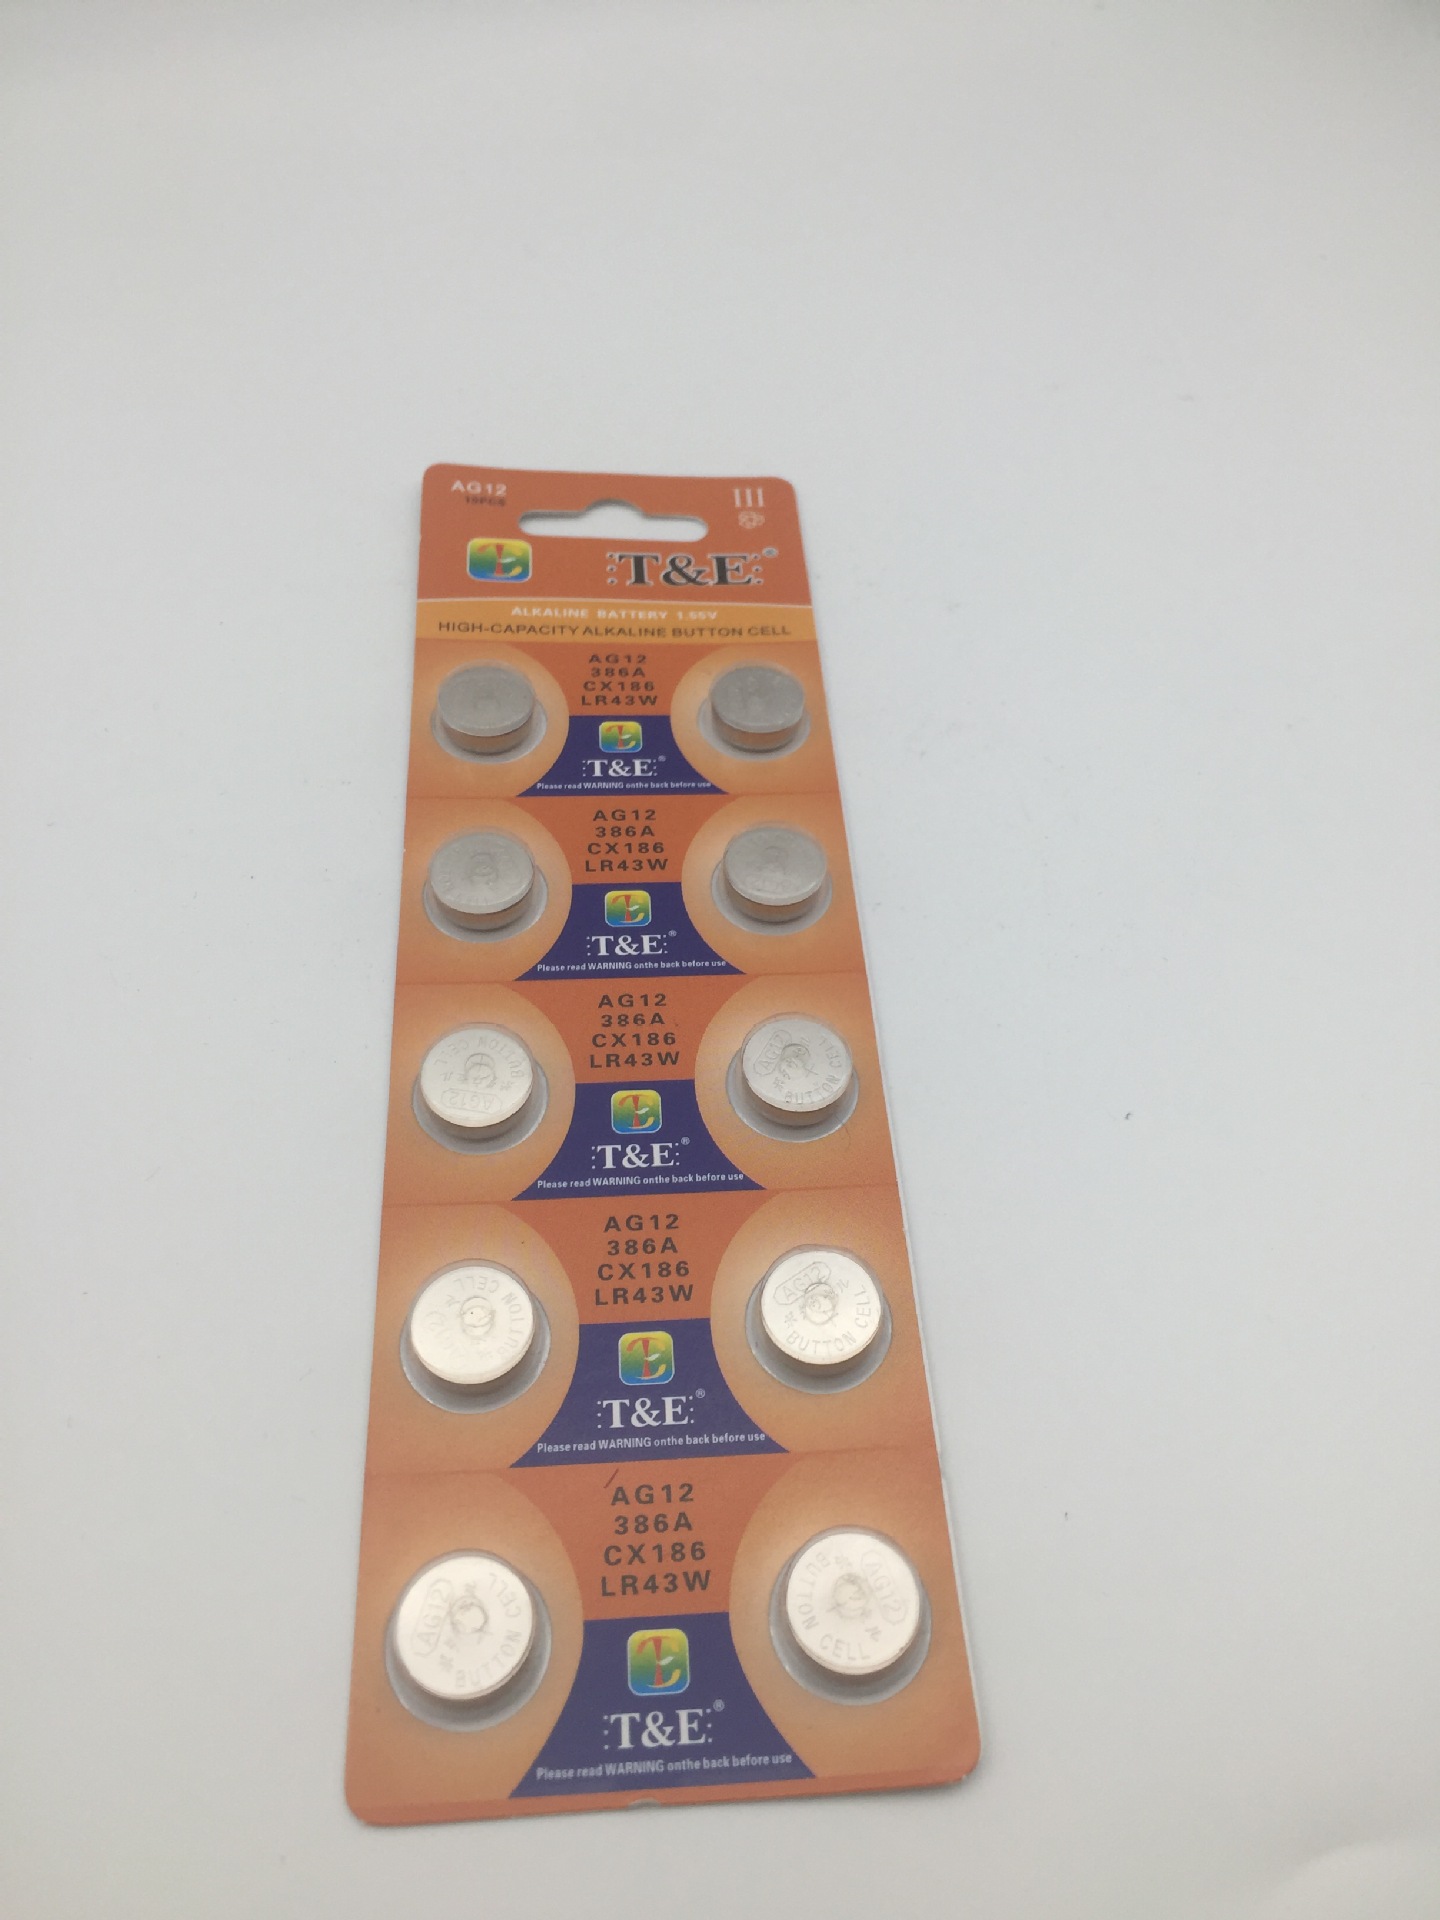 AG12
10PCS
III
T&E®
ALKALINE BATTERY 1.55V
HIGH-CAPACITY ALKALINE BUTTON CELL
AG12
386A
CX186
LR43W
T&E®
Please read WARNING onthe back before use
AG12
386A
CX186
LR43W
T&E®
Please read WARNING onthe back before use
AG12
386A
CX186
LR43W
BUTTON CELL
AG12
AG12
BUTTON CELL
T&E®
Please read WARNING onthe back before use
AG12
386A
CX186
LR43W
BUTTON CELL
AG12
BUTTON CELL
T&E®
Please read WARNING onthe back before use
AG12
386A
CX186
LR43W
AG12
BUTTON CELL
AG12
BUTTON CELL
T&E®
Please read WARNING onthe back before use